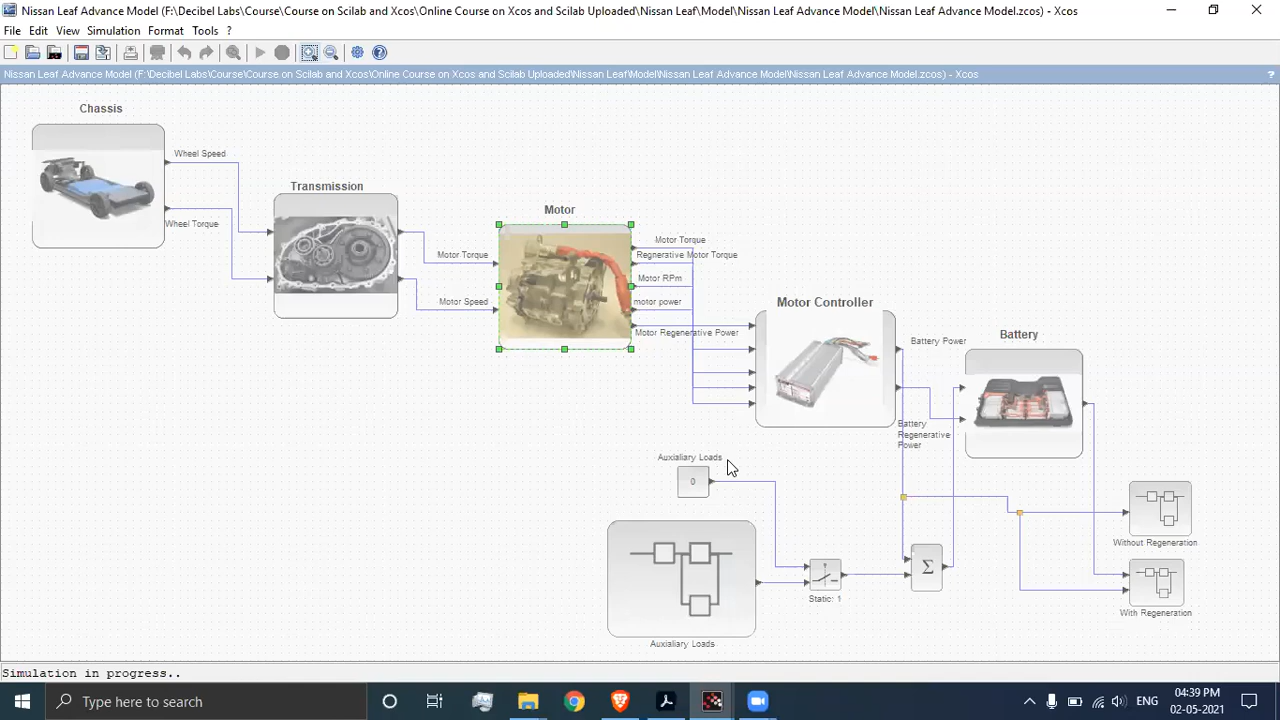 Nissan Leaf Advance Model (F:\Decibel Labs\Course\Course on Scilab and Xcos\Online Course on Xcos and Scilab Uploaded\Nissan Leaf\Model\Nissan Leaf Advance Model\Nissan Leaf Advance Model.zcos) - Xcos
File Edit View Simulation Format Tools ?
Nissan Leaf Advance Model (F:\Decibel Labs\Course\Course on Scilab and Xcos\Online Course on Xcos and Scilab Uploaded\Nissan Leaf\Model\Nissan Leaf Advance Model\Nissan Leaf Advance Model.zcos) - Xcos ?
Chassis
Wheel Speed
Wheel Torque
Transmission
Motor Torque
Motor Speed
Motor
Motor Torque
Regnerative Motor Torque
Motor RPm
motor power
Motor Regenerative Power
Motor Controller
Battery Power
Battery
Regenerative
Power
Battery
Auxialiary Loads
0
Auxialiary Loads
Static: 1
Σ
Without Regeneration
With Regeneration
Simulation in progress..
Type here to search
ENG
04:39 PM
02-05-2021